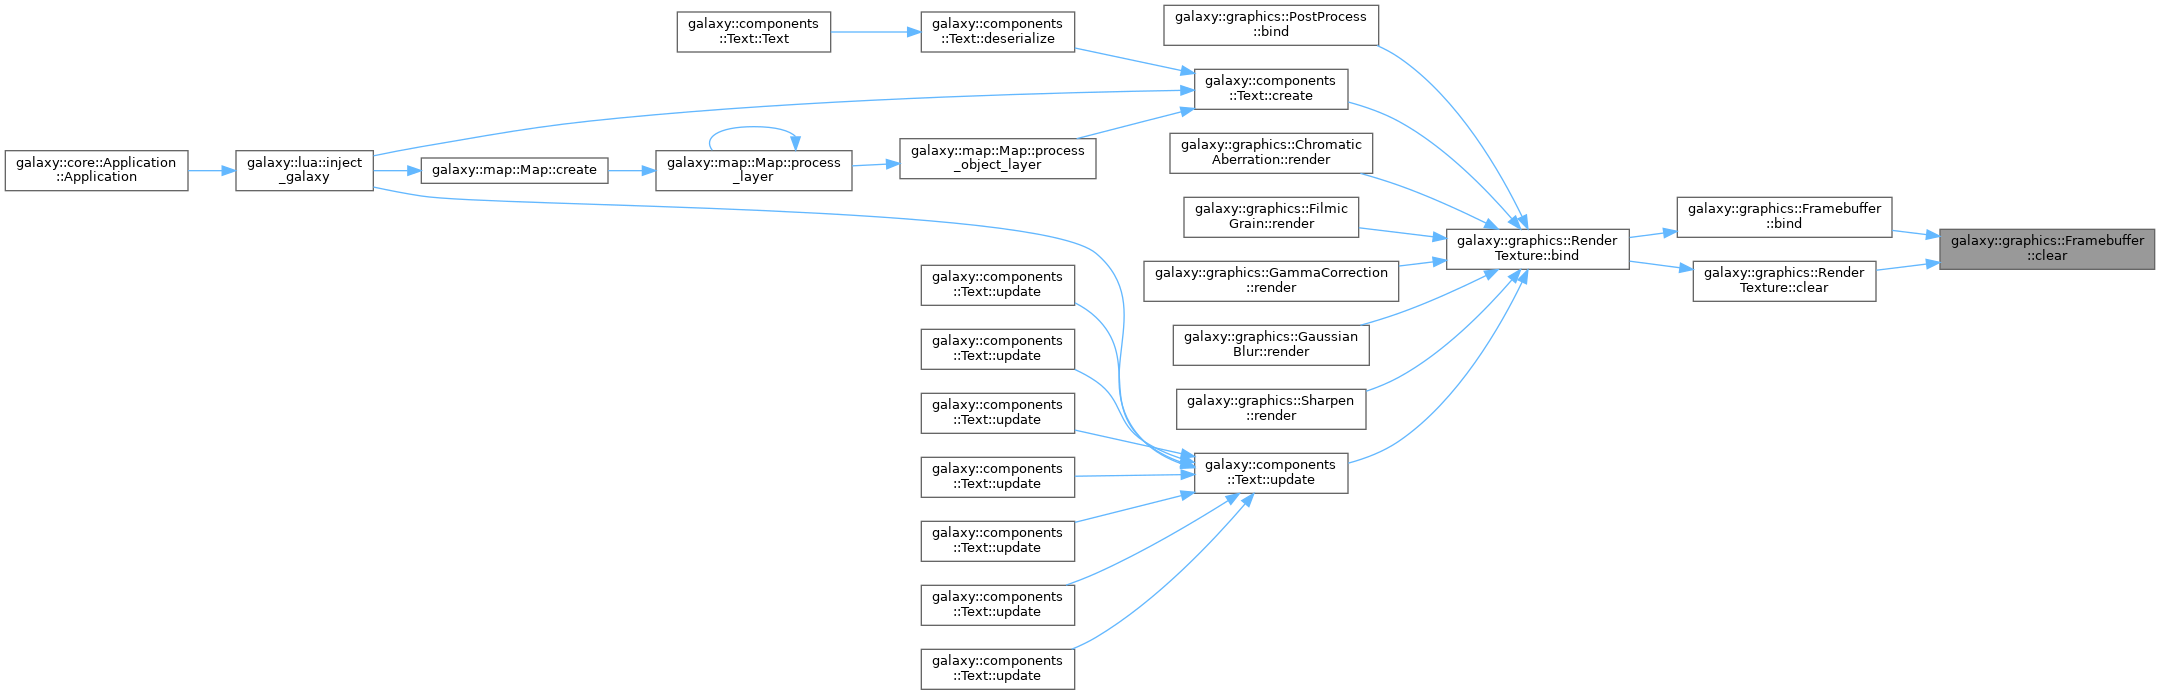 galaxy::components
::Text::Text
galaxy::components
::Text::deserialize
galaxy::graphics::PostProcess
::bind
galaxy::components
::Text::create
galaxy::core::Application
::Application
galaxy::lua::inject
_galaxy
galaxy::map::Map::create
galaxy::map::Map::process
_layer
galaxy::map::Map::process
_object_layer
galaxy::graphics::Chromatic
Aberration::render
galaxy::graphics::Filmic
Grain::render
galaxy::graphics::Render
Texture::bind
galaxy::graphics::Framebuffer
::bind
galaxy::graphics::Framebuffer
::clear
galaxy::graphics::GammaCorrection
::render
galaxy::graphics::Render
Texture::clear
galaxy::components
::Text::update
galaxy::graphics::Gaussian
Blur::render
galaxy::components
::Text::update
galaxy::graphics::Sharpen
::render
galaxy::components
::Text::update
galaxy::components
::Text::update
galaxy::components
::Text::update
galaxy::components
::Text::update
galaxy::components
::Text::update
galaxy::components
::Text::update